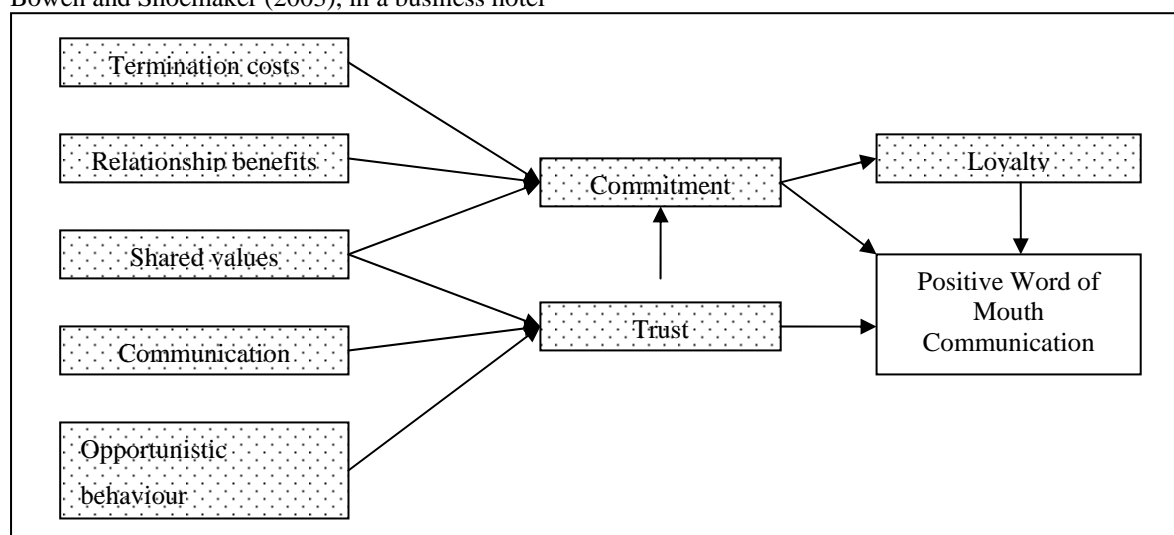 Bowen and Shoemaker (2003), in a business hotel
Termination costs
Relationship benefits
Shared values
Communication
Opportunistic
behaviour
Commitment
Trust
Loyalty
Positive Word of
Mouth
Communication